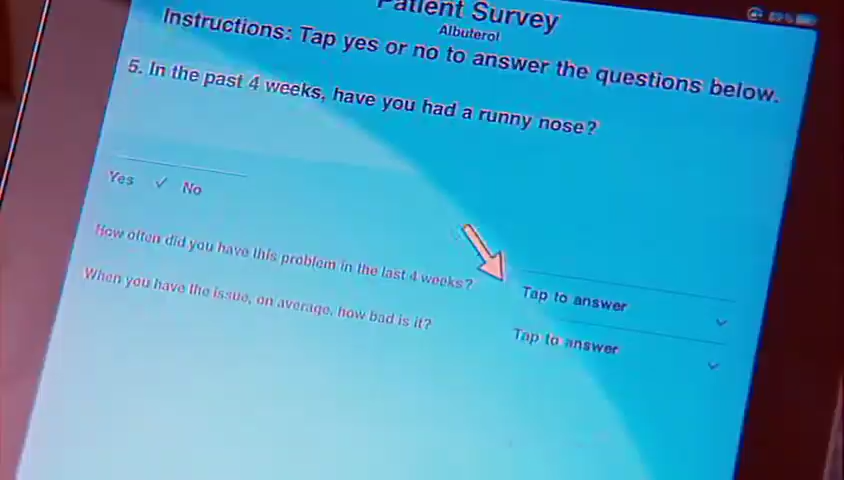 Patient Survey
Albuterol
Instructions: Tap yes or no to answer the questions below.
5. In the past 4 weeks, have you had a runny nose?
Yes ✓ No
How often did you have this problem in the last 4 weeks?
Tap to answer
When you have the issue, on average, how bad is it?
Tap to answer